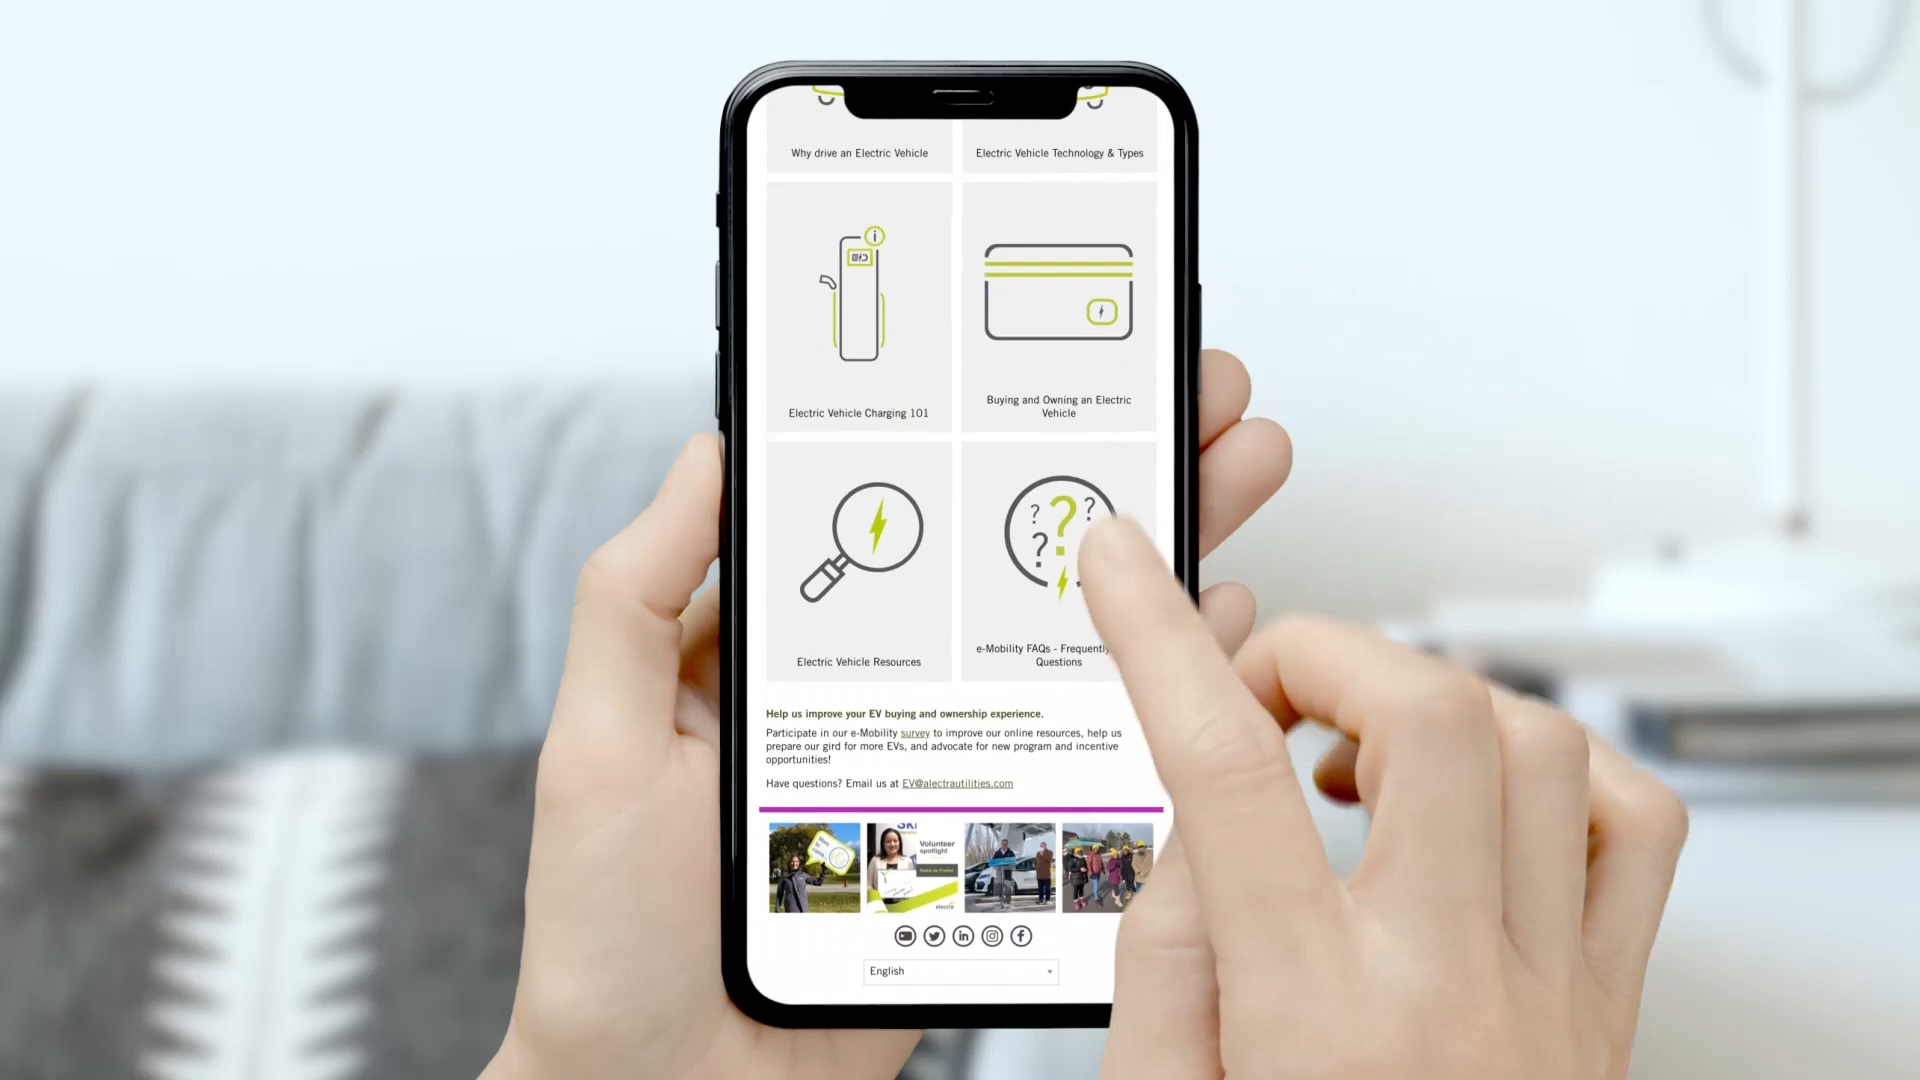 Why drive an Electric Vehicle
Electric Vehicle Technology & Types
i
Electric Vehicle Charging 101
Buying and Owning an Electric
Vehicle
? ? ?
?
Electric Vehicle Resources
e-Mobility FAQs - Frequently
Questions
Help us improve your EV buying and ownership experience.
Participate in our e-Mobility survey to improve our online resources, help us
prepare our gird for more EVs, and advocate for new program and incentive
opportunities!
Have questions? Email us at EV@alectrautilities.com
Volunteer
spotlight
alectra
in
f
English